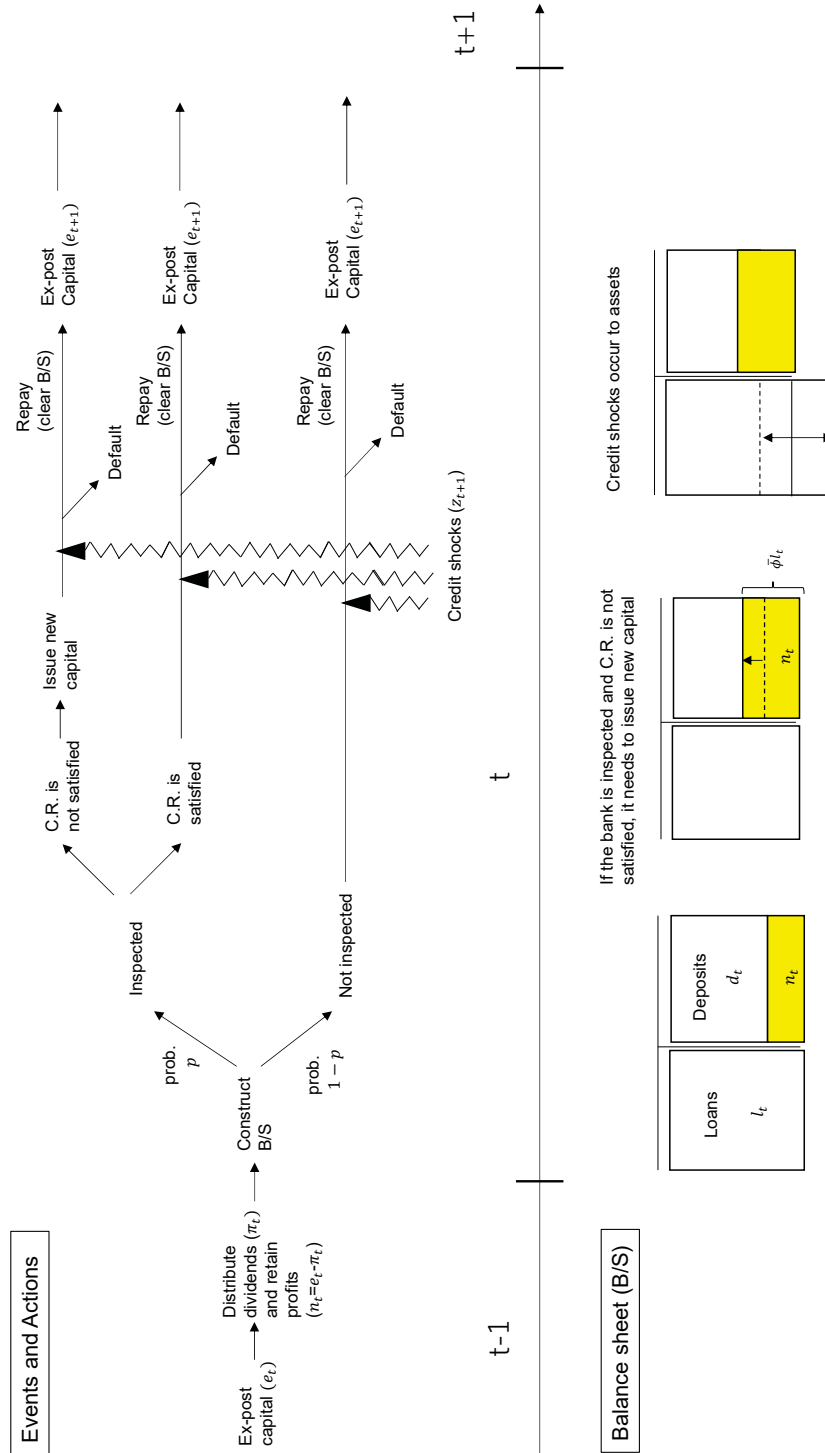 Events and Actions
Ex-post
capital (e_t)
Distribute
dividends (π_t)
and retain
profits
(n_t=e_t-π_t)
Construct
B/S
prob.
p
prob.
1 − p
Inspected
Not inspected
C.R. is
not satisfied
C.R. is
satisfied
Issue new
capital
Credit shocks (z_{t+1})
Default
Default
Default
Repay
(clear B/S)
Repay
(clear B/S)
Repay
(clear B/S)
Ex-post
Capital (e_{t+1})
Ex-post
Capital (e_{t+1})
Ex-post
Capital (e_{t+1})
t-1
t
t+1
Balance sheet (B/S)
Loans
l_t
Deposits
d_t
n_t
If the bank is inspected and C.R. is not
satisfied, it needs to issue new capital
n_t
ϕ̄l_t
Credit shocks occur to assets